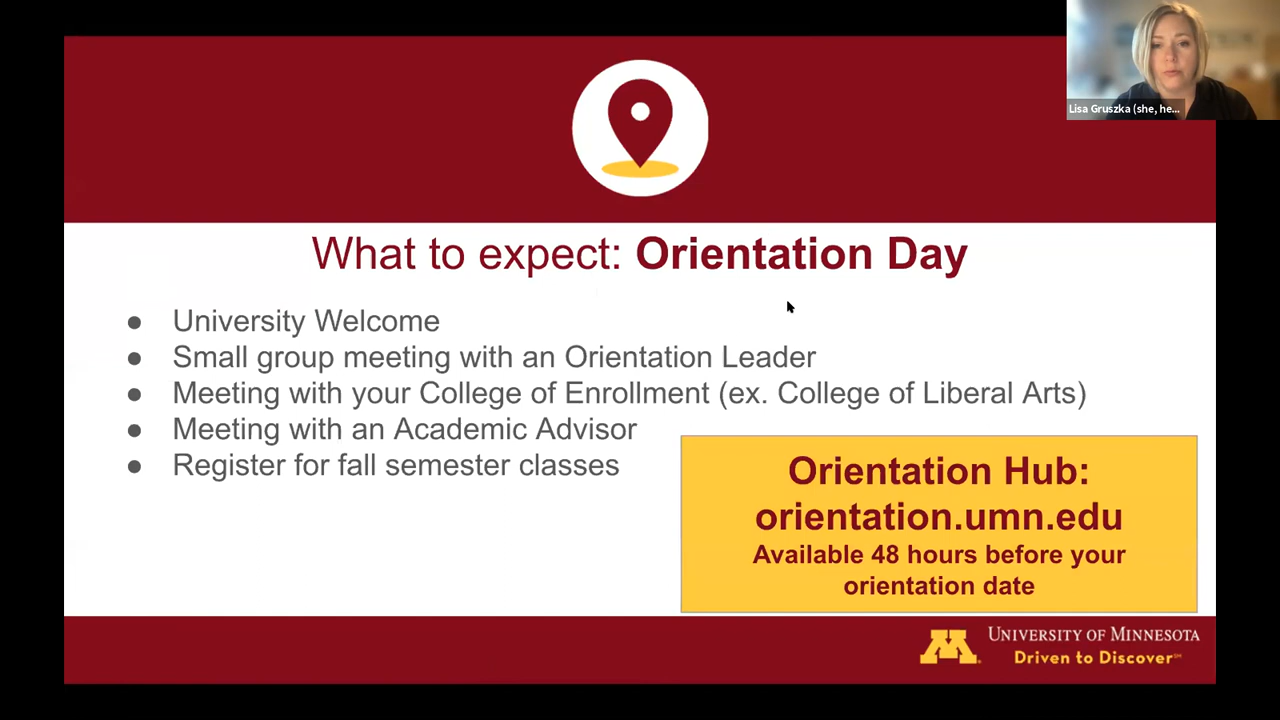 Lisa Gruszka (she, he...
What to expect: Orientation Day
● University Welcome
● Small group meeting with an Orientation Leader
● Meeting with your College of Enrollment (ex. College of Liberal Arts)
● Meeting with an Academic Advisor
● Register for fall semester classes
Orientation Hub:
orientation.umn.edu
Available 48 hours before your
orientation date
M
UNIVERSITY OF MINNESOTA
Driven to Discover℠